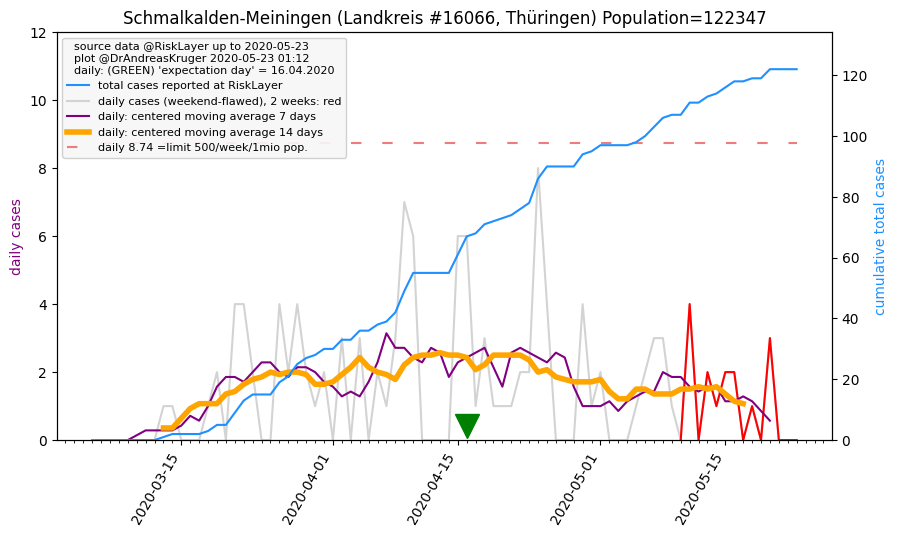 Schmalkalden-Meiningen (Landkreis #16066, Thüringen) Population=122347
source data @RiskLayer up to 2020-05-23
plot @DrAndreasKruger 2020-05-23 01:12
daily: (GREEN) 'expectation day' = 16.04.2020
total cases reported at RiskLayer
daily cases (weekend-flawed), 2 weeks: red
daily: centered moving average 7 days
daily: centered moving average 14 days
daily 8.74 =limit 500/week/1mio pop.
daily cases
12
10
8
6
4
2
0
cumulative total cases
120
100
80
60
40
20
0
2020-03-15
2020-04-01
2020-04-15
2020-05-01
2020-05-15